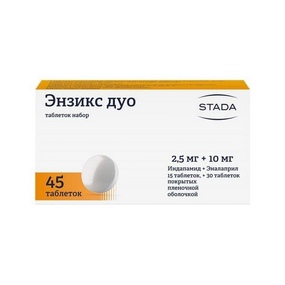 Энзикс дуо
таблеток набор
STADA
2,5 мг + 10 мг
Индапамид + Эналаприл
15 таблеток, + 30 таблеток
покрытых
пленочной
оболочкой
45
таблеток